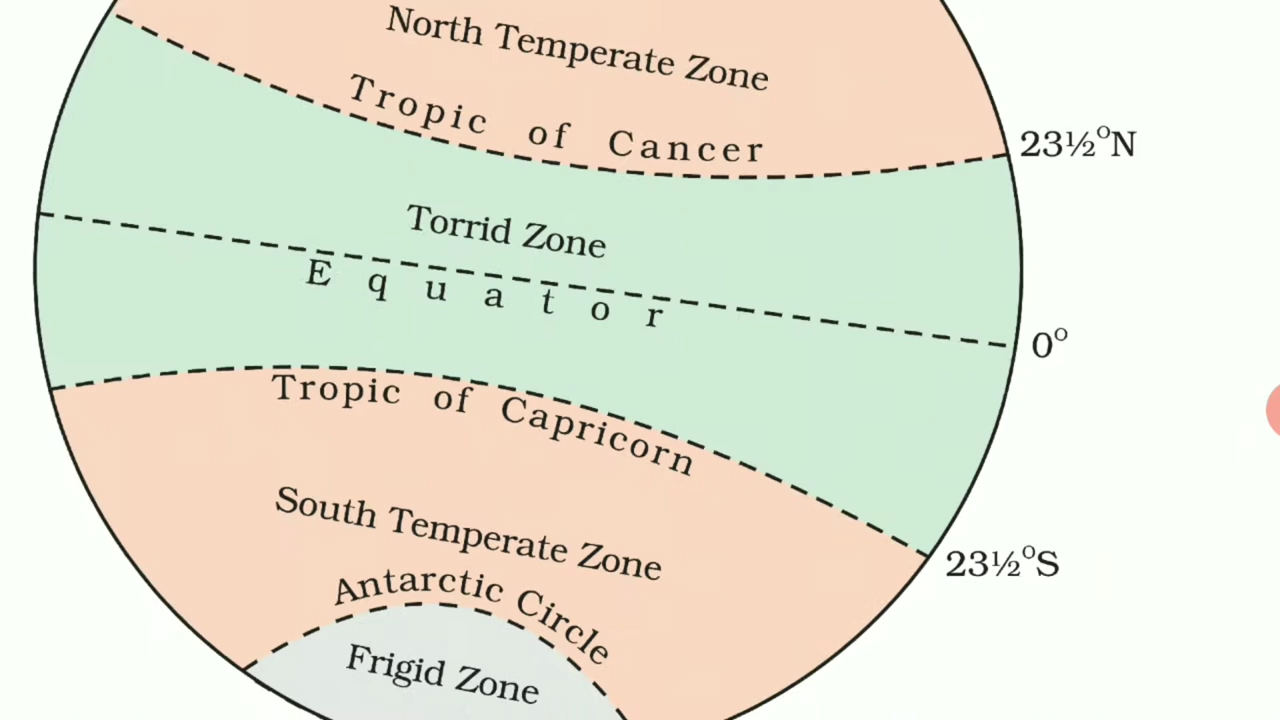 North Temperate Zone
Tropic of Cancer
23½°N
Torrid Zone
Equator
0°
Tropic of Capricorn
South Temperate Zone
23½°S
Antarctic Circle
Frigid Zone